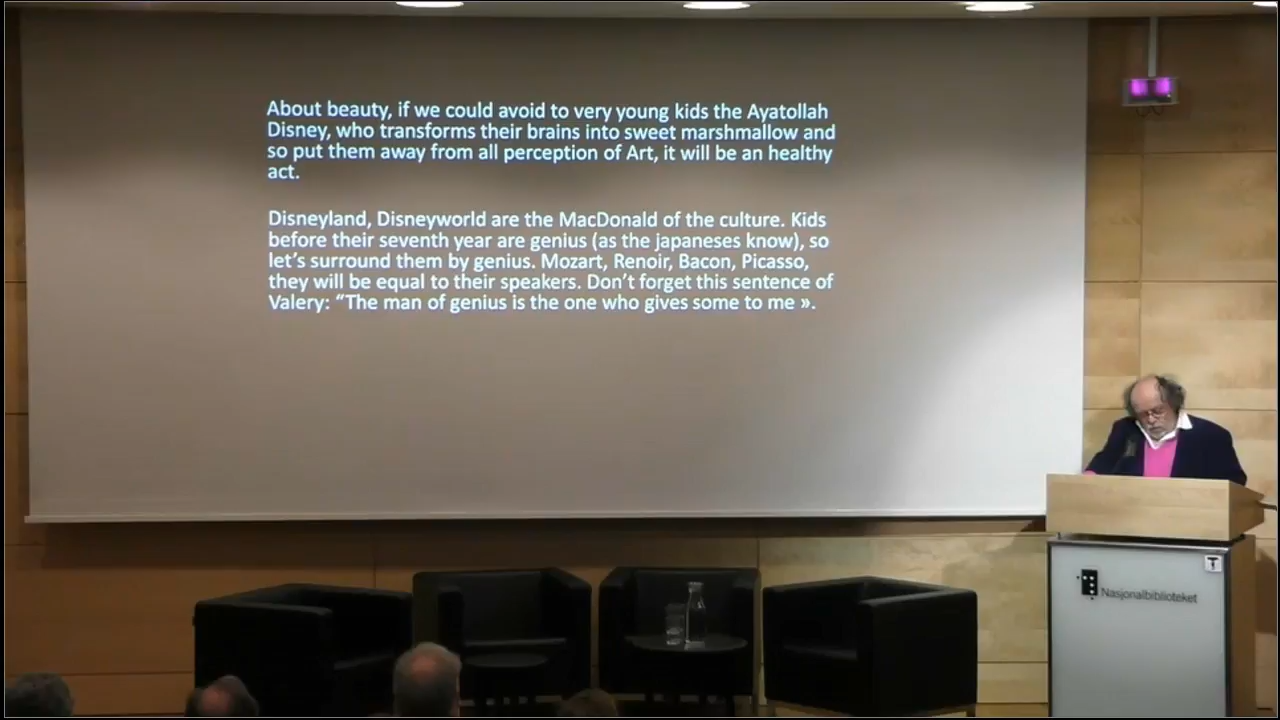 About beauty, if we could avoid to very young kids the Ayatollah
Disney, who transforms their brains into sweet marshmallow and
so put them away from all perception of Art, it will be an healthy
act.
Disneyland, Disneyworld are the MacDonald of the culture. Kids
before their seventh year are genius (as the japaneses know), so
let's surround them by genius. Mozart, Renoir, Bacon, Picasso,
they will be equal to their speakers. Don't forget this sentence of
Valery: “The man of genius is the one who gives some to me ».
Nasjonalbiblioteket